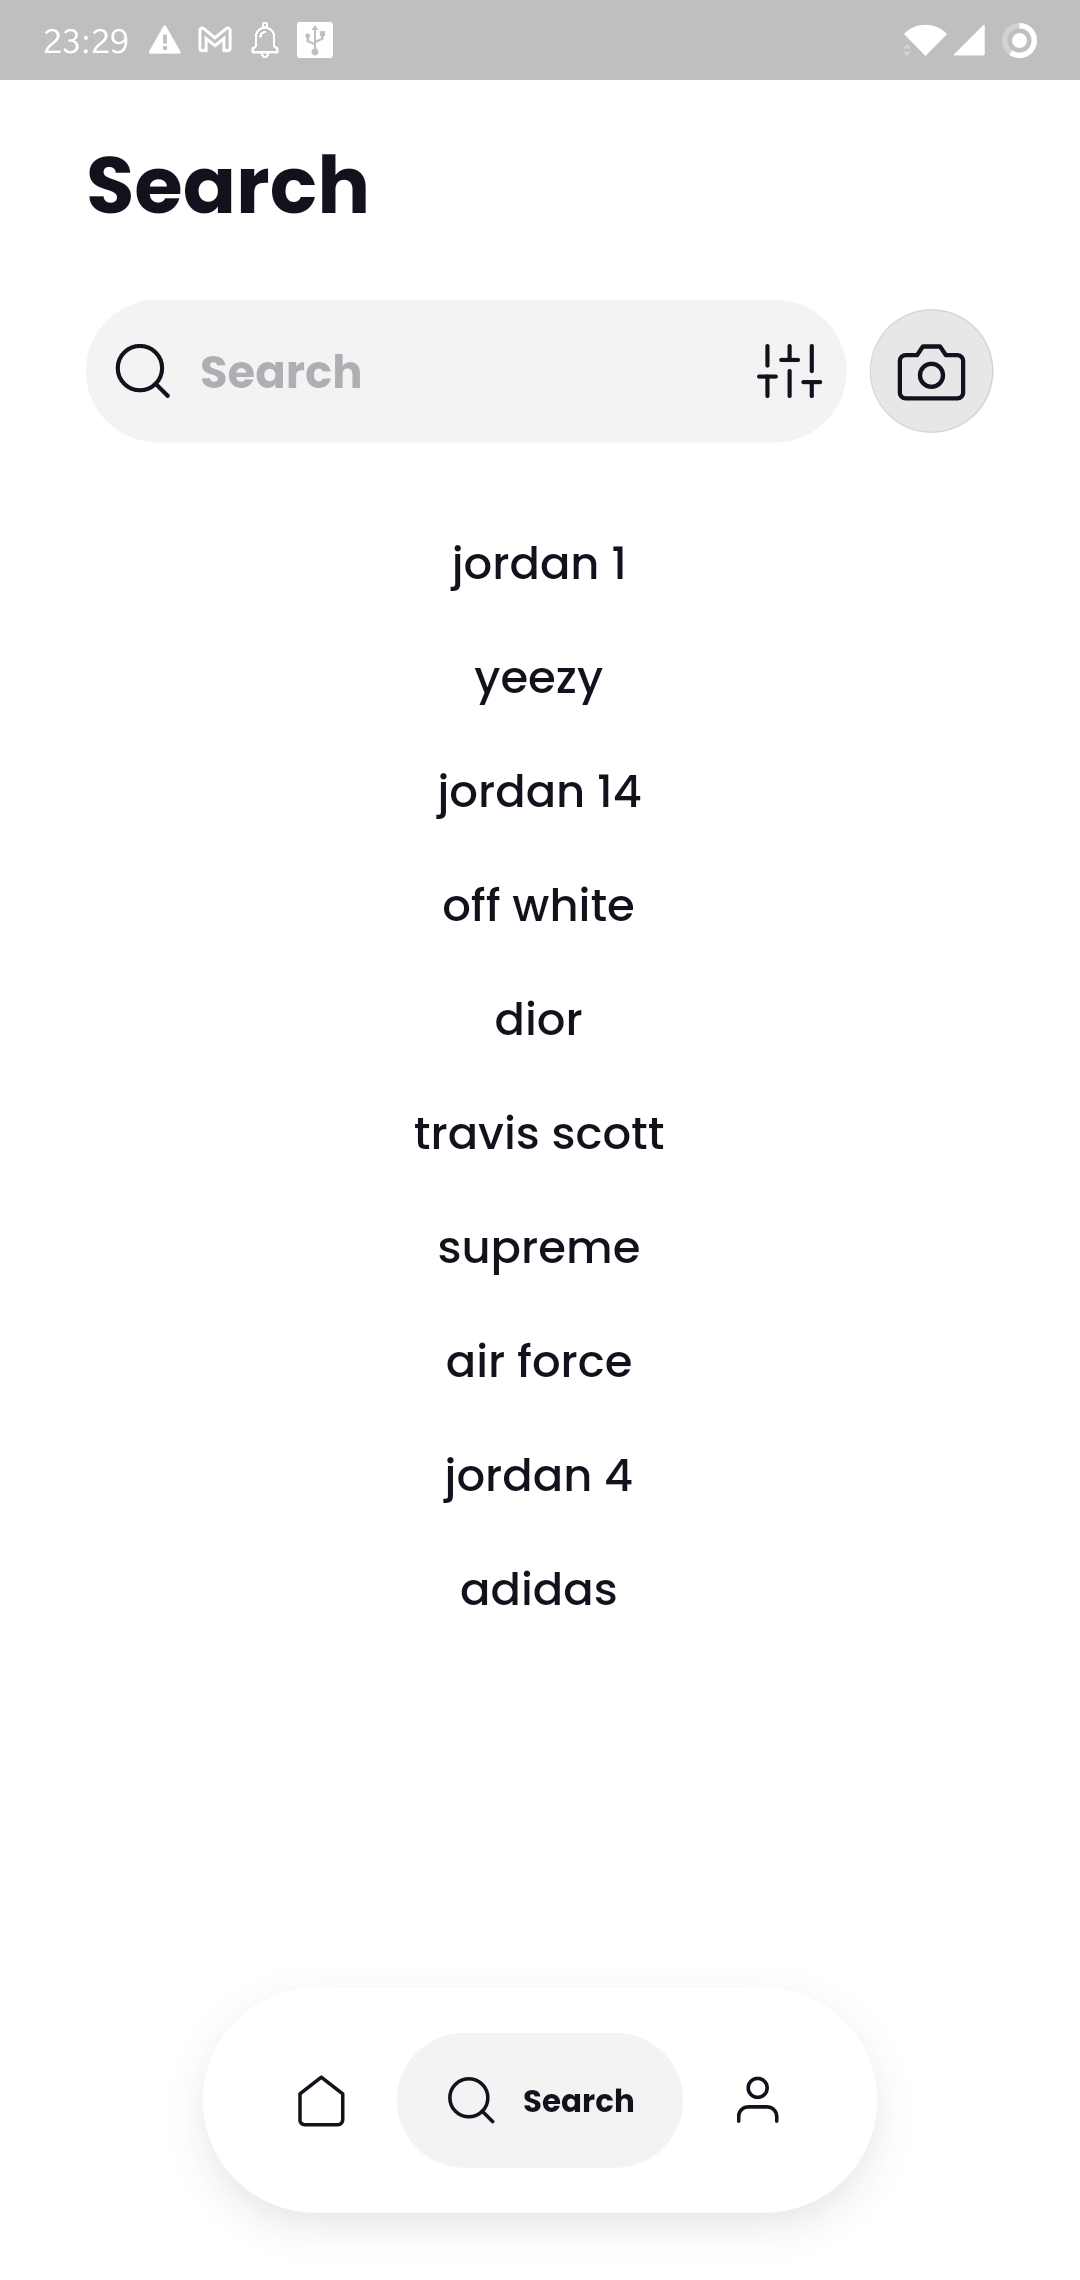 23:29
Search
Search
jordan 1
yeezy
jordan 14
off white
dior
travis scott
supreme
air force
jordan 4
adidas
Search